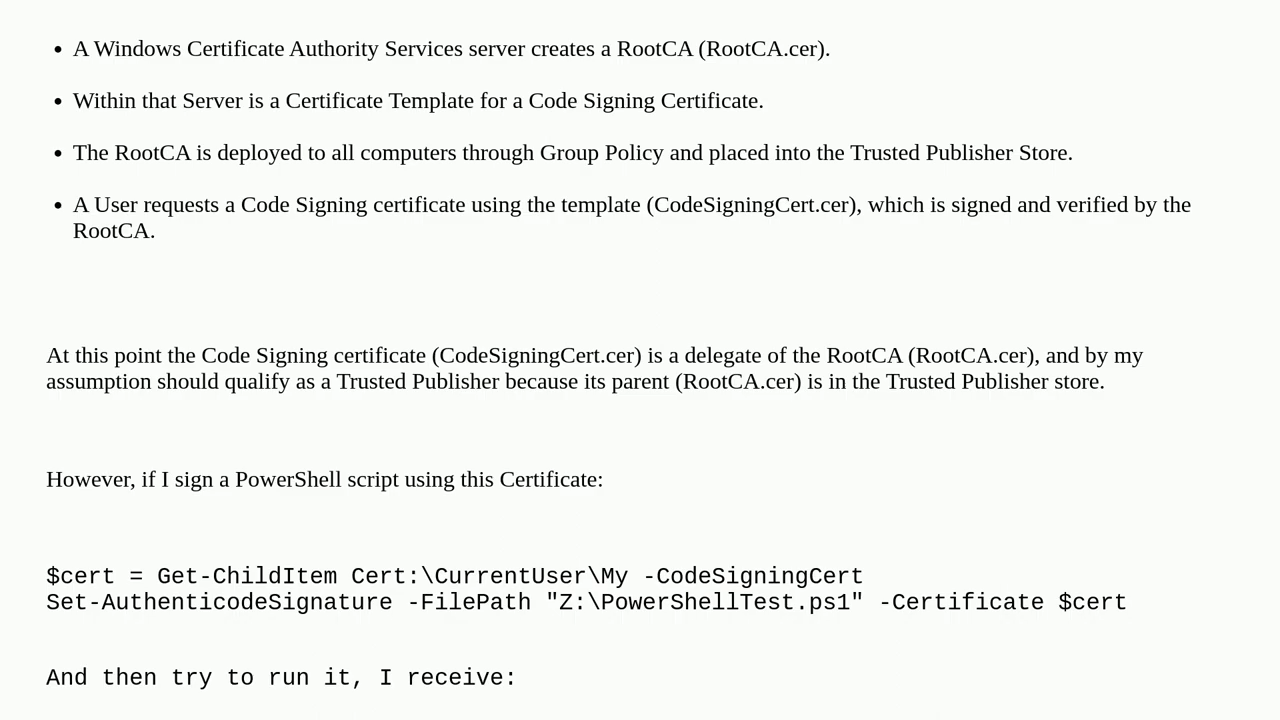 • A Windows Certificate Authority Services server creates a RootCA (RootCA.cer).
• Within that Server is a Certificate Template for a Code Signing Certificate.
• The RootCA is deployed to all computers through Group Policy and placed into the Trusted Publisher Store.
• A User requests a Code Signing certificate using the template (CodeSigningCert.cer), which is signed and verified by the
RootCA.
At this point the Code Signing certificate (CodeSigningCert.cer) is a delegate of the RootCA (RootCA.cer), and by my
assumption should qualify as a Trusted Publisher because its parent (RootCA.cer) is in the Trusted Publisher store.
However, if I sign a PowerShell script using this Certificate:
$cert = Get-ChildItem Cert:\CurrentUser\My -CodeSigningCert
Set-AuthenticodeSignature -FilePath "Z:\PowerShellTest.ps1" -Certificate $cert
And then try to run it, I receive: